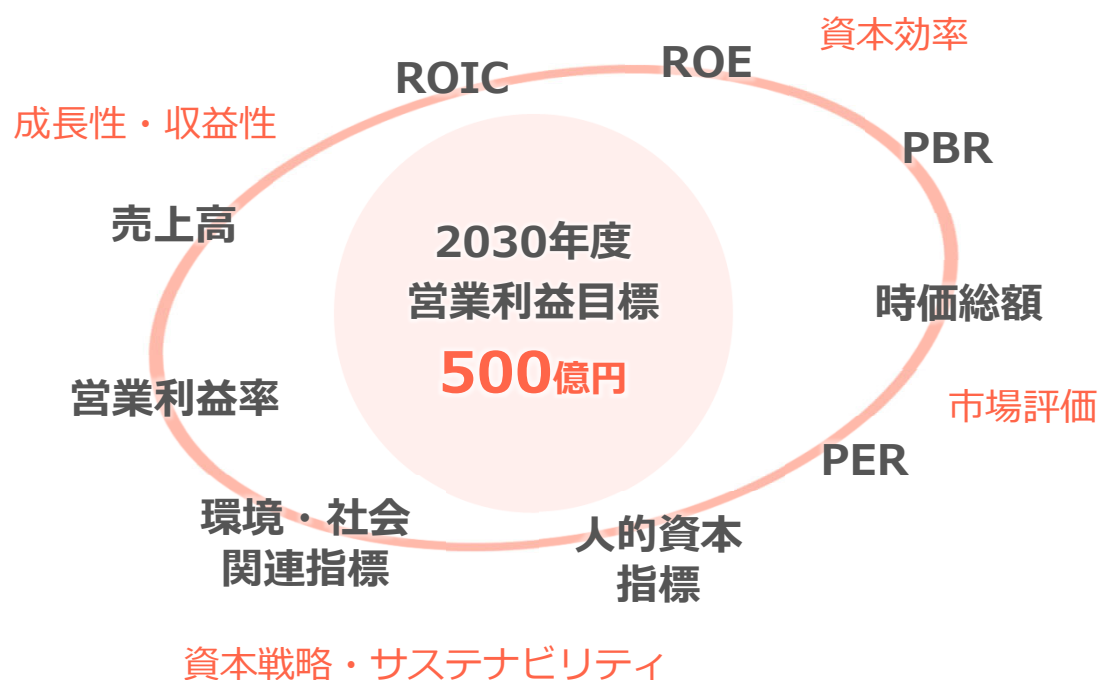 資本効率
ROE
ROIC
成長性・収益性
PBR
売上高
2030年度
営業利益目標
500億円
時価総額
営業利益率
市場評価
PER
環境・社会
関連指標
人的資本
指標
資本戦略・サステナビリティ